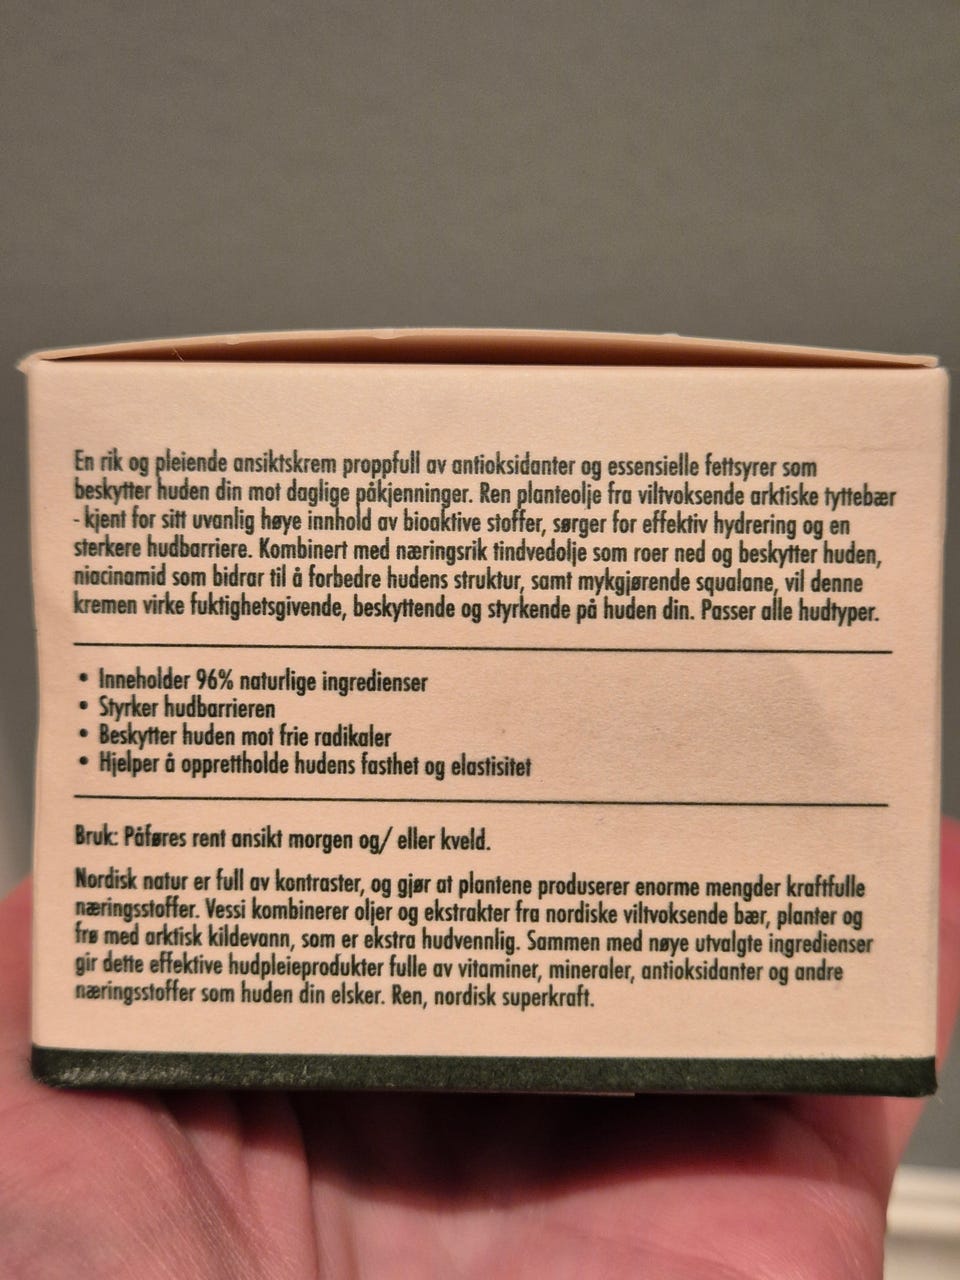 En rik og pleiende ansiktskrem proppfull av antioksidanter og essensielle fettsyrer som
beskytter huden din mot daglige påkjenninger. Ren planteolje fra viltvoksende arktiske tyttebær
- kjent for sitt uvanlig høye innhold av bioaktive stoffer, sørger for effektiv hydrering og en
sterkere hudbarriere. Kombinert med næringsrik tindvedolje som roer ned og beskytter huden,
niacinamid som bidrar til å forbedre hudens struktur, samt mykgjørende squalane, vil denne
kremen virke fuktighetsgivende, beskyttende og styrkende på huden din. Passer alle hudtyper.
• Inneholder 96% naturlige ingredienser
• Styrker hudbarrieren
• Beskytter huden mot frie radikaler
• Hjelper å opprettholde hudens fasthet og elastisitet
Bruk: Påføres rent ansikt morgen og/ eller kveld.
Nordisk natur er full av kontraster, og gjør at plantene produserer enorme mengder kraftfulle
næringsstoffer. Vessi kombinerer oljer og ekstrakter fra nordiske viltvoksende bær, planter og
frø med arktisk kildevann, som er ekstra hudvennlig. Sammen med nøye utvalgte ingredienser
gir dette effektive hudpleieprodukter fulle av vitaminer, mineraler, antioksidanter og andre
næringsstoffer som huden din elsker. Ren, nordisk superkraft.